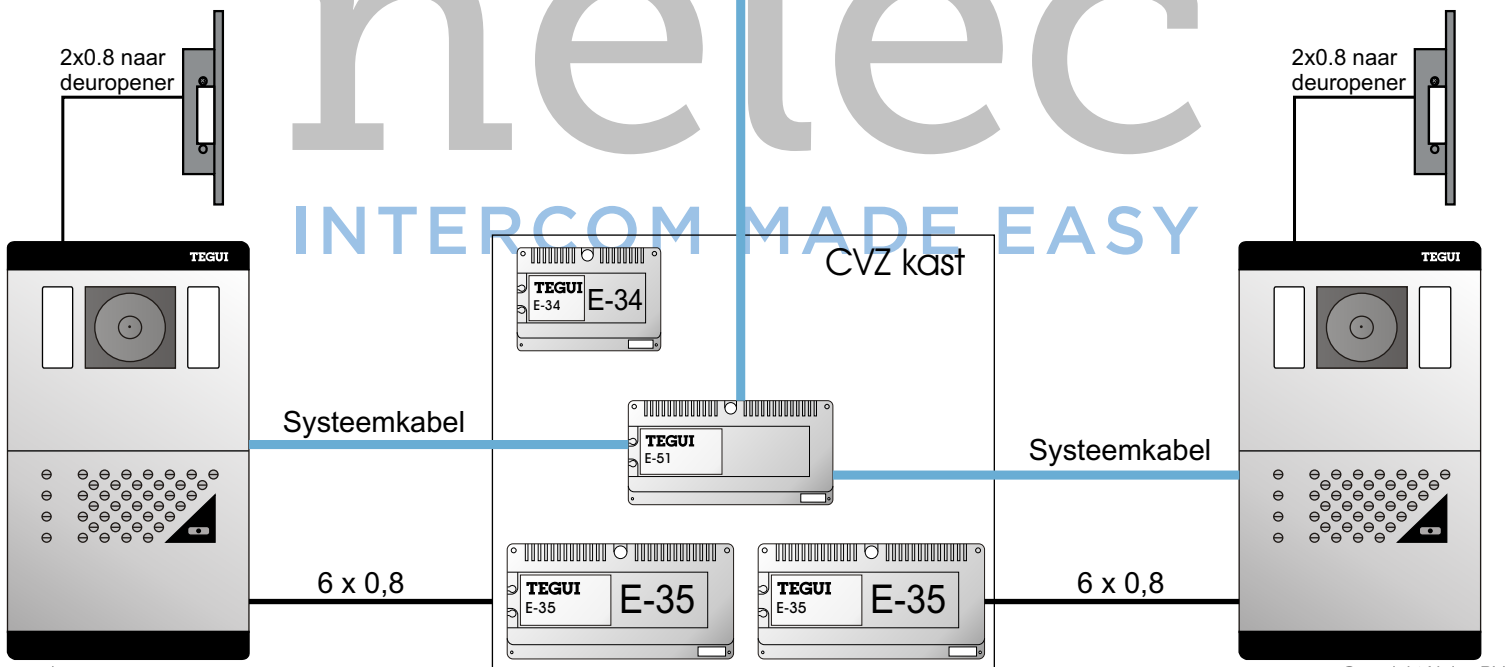 nelec
INTERCOM MADE EASY
2x0.8 naar
deuropener
2x0.8 naar
deuropener
TEGUI
TEGUI
CVZ kast
TEGUI
E-34
E-34
Systeemkabel
TEGUI
E-51
Systeemkabel
6 x 0,8
TEGUI
E-35
E-35
TEGUI
E-35
E-35
6 x 0,8